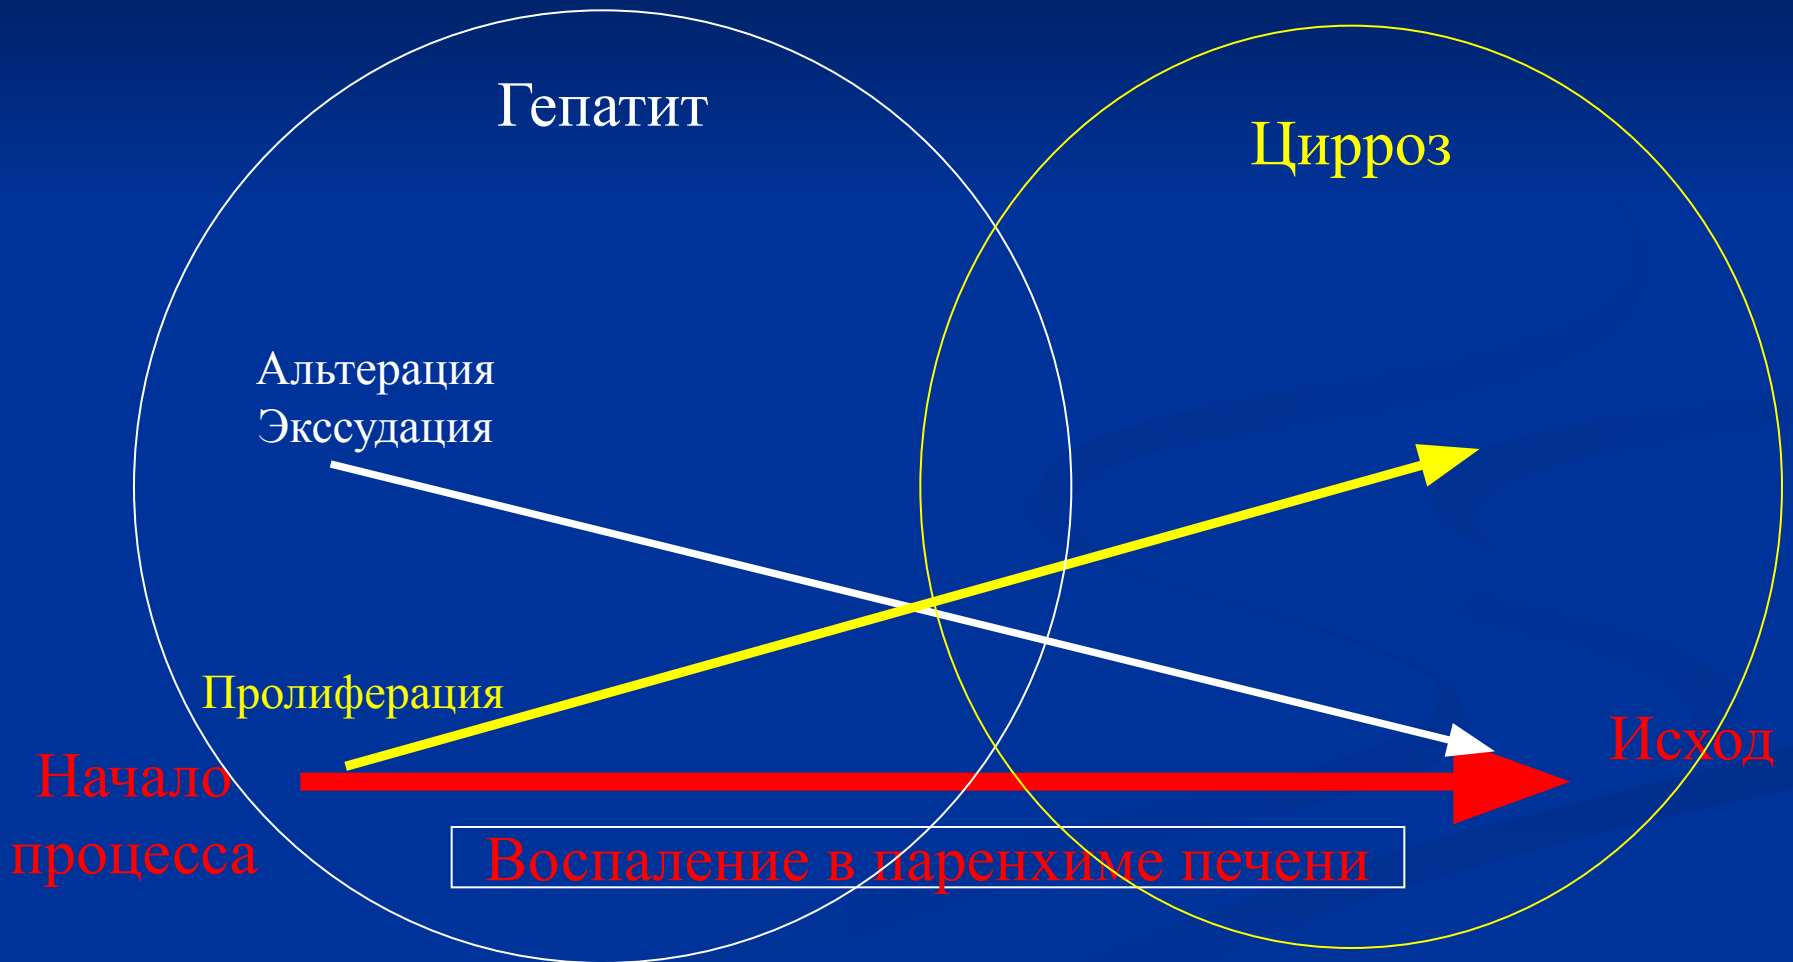 Гепатит
Цирроз
Альтерация
Экссудация
Пролиферация
Начало
процесса
Исход
Воспаление в паренхиме печени